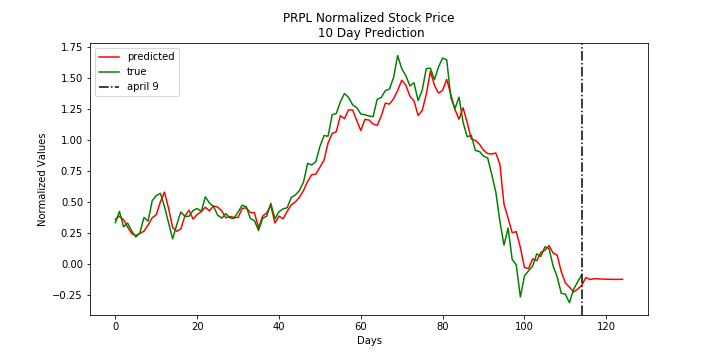 PRPL Normalized Stock Price
10 Day Prediction
predicted
true
april 9
Normalized Values
1.75
1.50
1.25
1.00
0.75
0.50
0.25
0.00
−0.25
0
20
40
60
80
100
120
Days